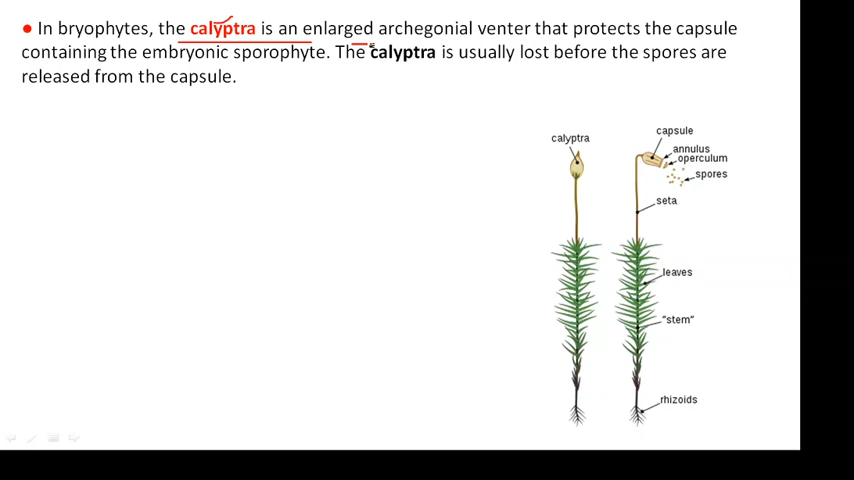 ● In bryophytes, the calyptra is an enlarged archegonial venter that protects the capsule
containing the embryonic sporophyte. The calyptra is usually lost before the spores are
released from the capsule.
calyptra
capsule
annulus
operculum
spores
seta
leaves
"stem"
rhizoids